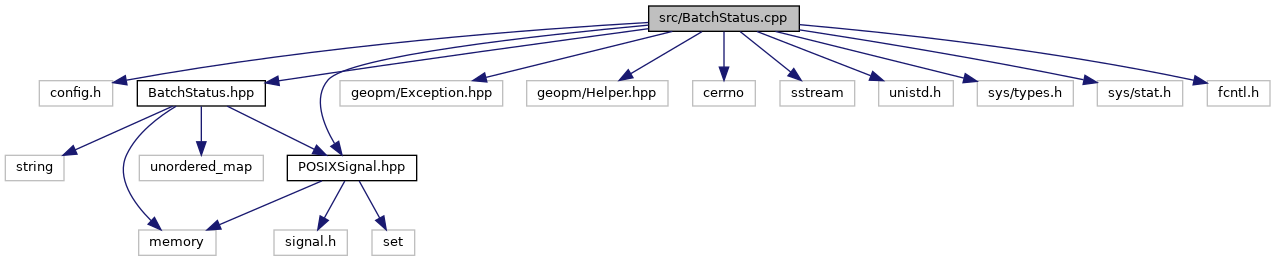 src/BatchStatus.cpp
config.h
BatchStatus.hpp
geopm/Exception.hpp
geopm/Helper.hpp
cerrno
sstream
unistd.h
sys/types.h
sys/stat.h
fcntl.h
string
unordered_map
POSIXSignal.hpp
memory
signal.h
set